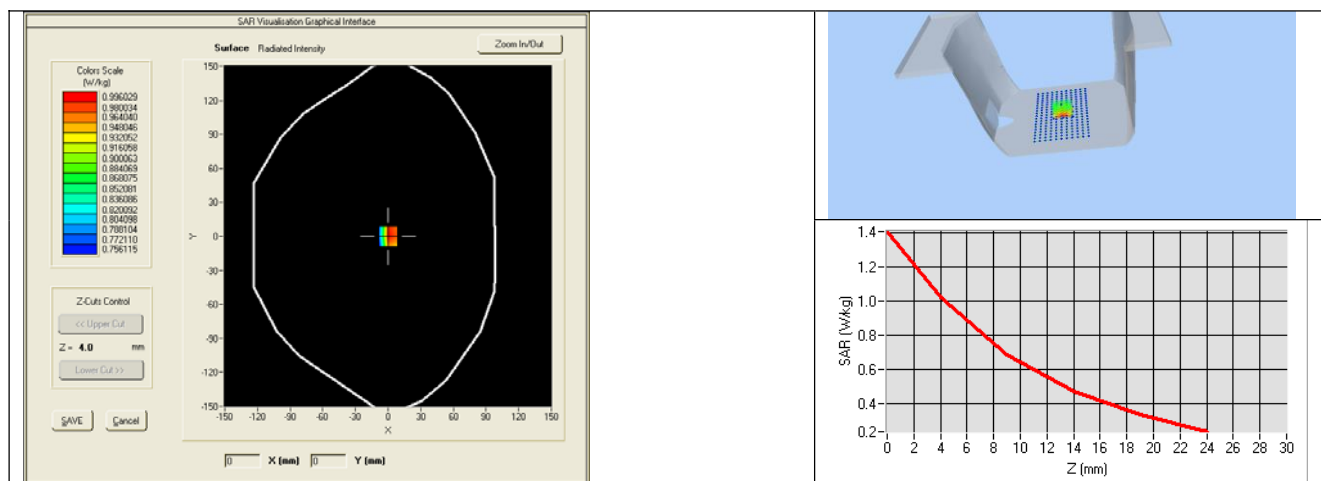 SAR Visualisation Graphical Interface
Surface Radiated Intensity
Zoom In/Out
Colors Scale
(W/kg)
0.996029
0.980034
0.964040
0.948046
0.932052
0.916058
0.900063
0.884069
0.868075
0.852081
0.836086
0.820092
0.804098
0.788104
0.772110
0.756115
Z-Cuts Control
<< Upper Cut
Z = 4.0 mm
Lower Cut >>
SAVE Cancel
150
120
90
60
30
0
-30
-60
-90
-120
-150
Y
-150 -120 -90 -60 -30 0 30 60 90 120 150
X
0 X (mm) 0 Y (mm)
1.4
1.2
1.0
0.8
0.6
0.4
0.2
SAR (W/kg)
0 2 4 6 8 10 12 14 16 18 20 22 24 26 28 30
Z (mm)